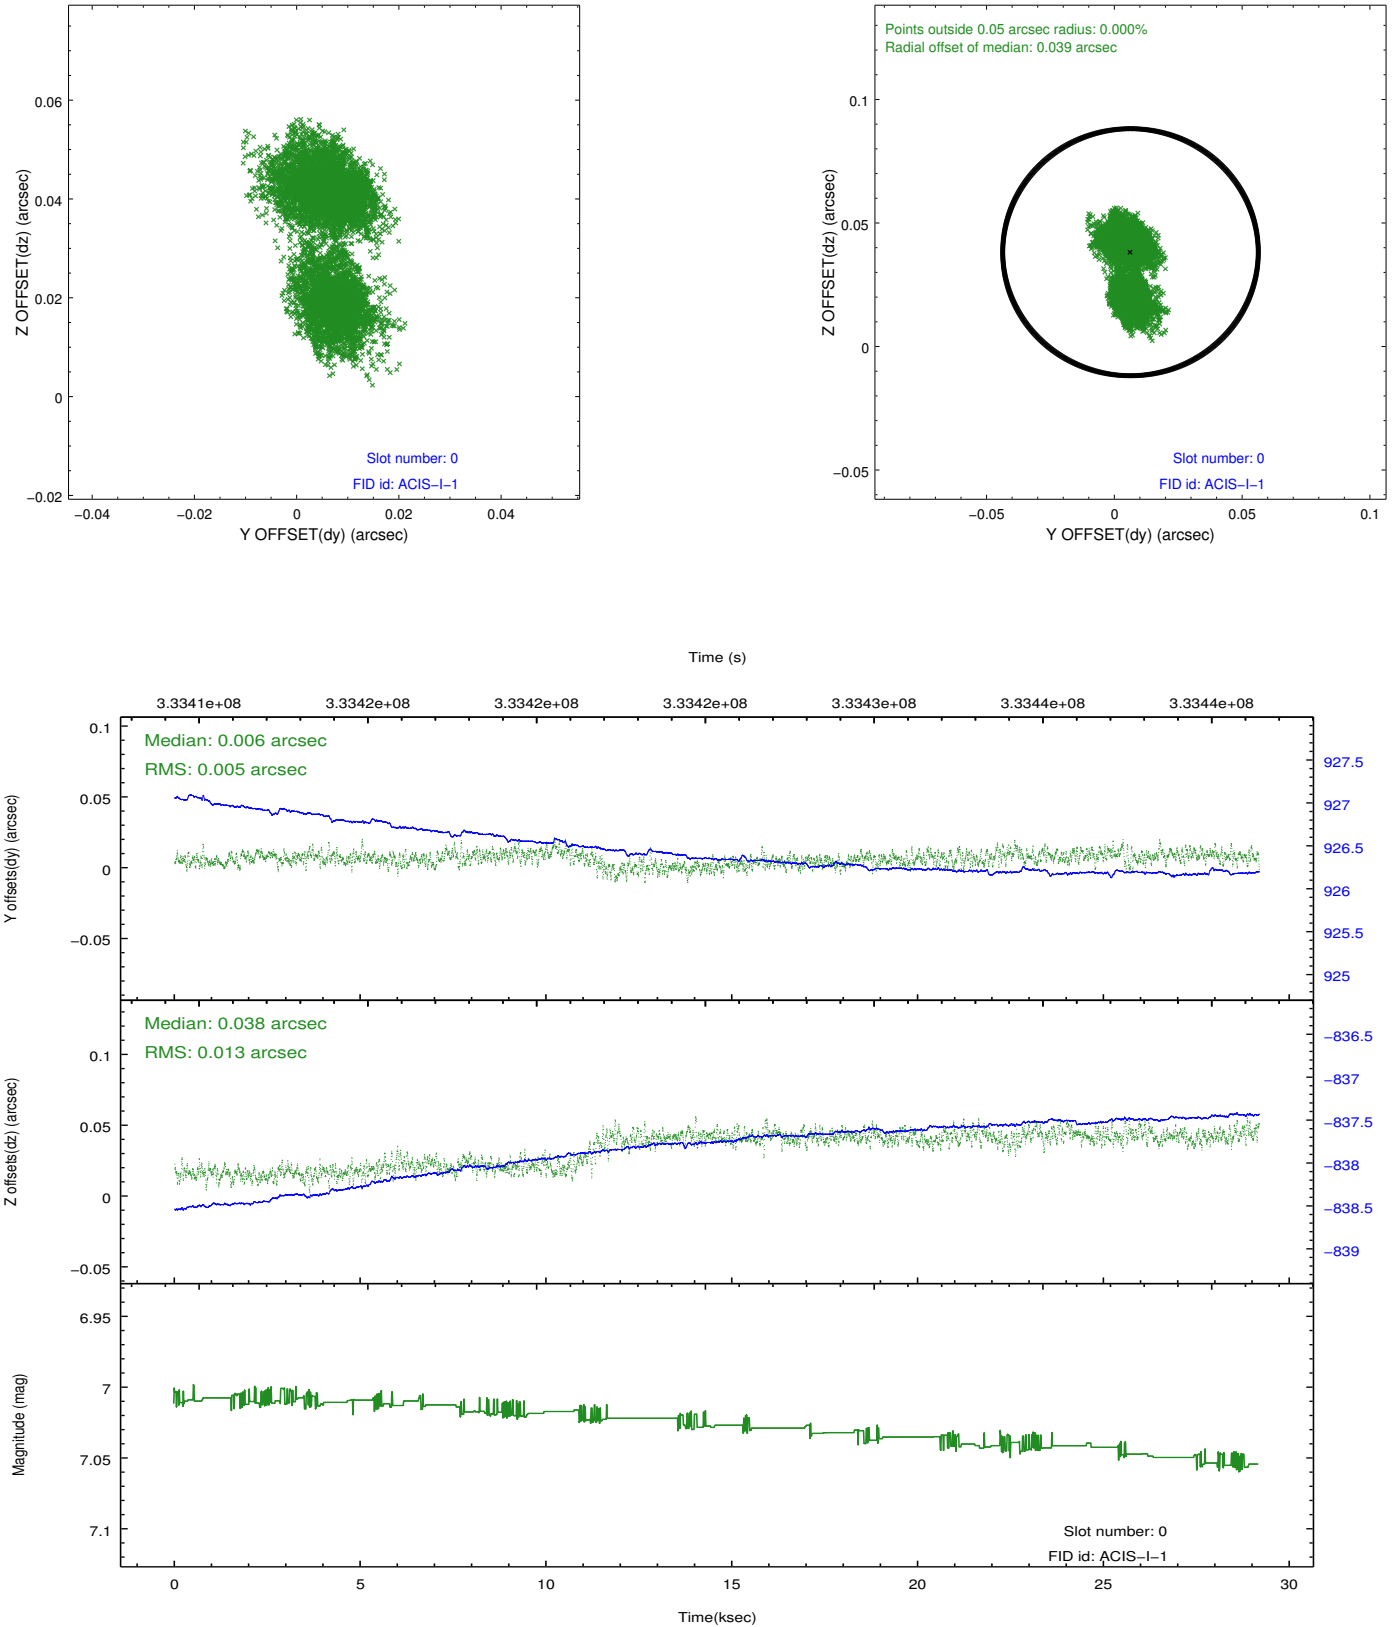 0.06
0.04
0.02
0
−0.02
Z OFFSET(dz) (arcsec)
Slot number: 0
FID id: ACIS−I−1
−0.04
−0.02
0
0.02
0.04
Y OFFSET(dy) (arcsec)
Points outside 0.05 arcsec radius: 0.000%
Radial offset of median: 0.039 arcsec
0.1
0.05
0
−0.05
Z OFFSET(dz) (arcsec)
Slot number: 0
FID id: ACIS−I−1
−0.05
0
0.05
0.1
Y OFFSET(dy) (arcsec)
Time (s)
3.3341e+08
3.3342e+08
3.3342e+08
3.3342e+08
3.3343e+08
3.3344e+08
3.3344e+08
Median: 0.006 arcsec
RMS: 0.005 arcsec
0.1
0.05
0
−0.05
Y offsets(dy) (arcsec)
927.5
927
926.5
926
925.5
925
Median: 0.038 arcsec
RMS: 0.013 arcsec
0.1
0.05
0
−0.05
Z offsets(dz) (arcsec)
−836.5
−837
−837.5
−838
−838.5
−839
6.95
7
7.05
7.1
Magnitude (mag)
Slot number: 0
FID id: ACIS−I−1
0
5
10
15
20
25
30
Time(ksec)